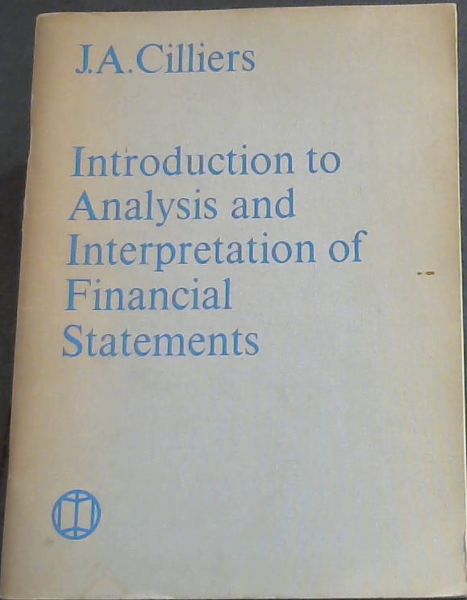 J.A.Cilliers
Introduction to
Analysis and
Interpretation of
Financial
Statements